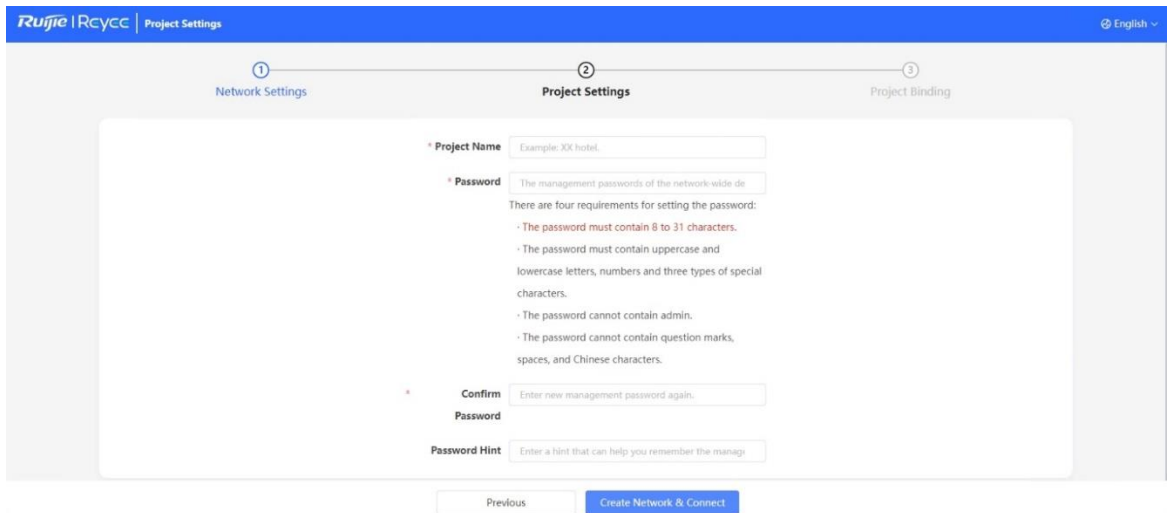 Ruijie | Reyee | Project Settings English
1 2 3
Network Settings Project Settings Project Binding
* Project Name Example: XX hotel.
* Password The management passwords of the network-wide de
There are four requirements for setting the password:
· The password must contain 8 to 31 characters.
· The password must contain uppercase and
lowercase letters, numbers and three types of special
characters.
· The password cannot contain admin.
· The password cannot contain question marks,
spaces, and Chinese characters.
* Confirm Enter new management password again.
Password
Password Hint Enter a hint that can help you remember the manage
Previous Create Network & Connect